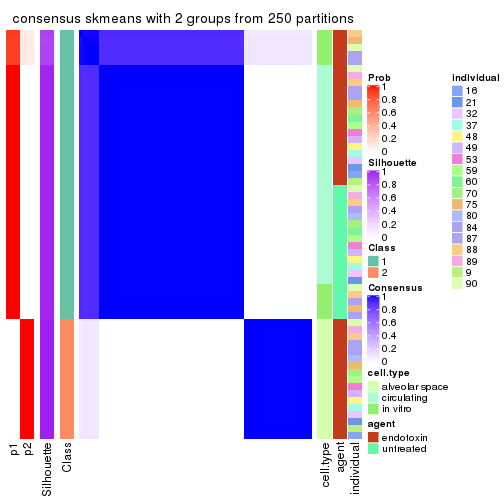 consensus skmeans with 2 groups from 250 partitions
Prob
1
0.8
0.6
0.4
0.2
0
Silhouette
1
0.8
0.6
0.4
0.2
0
Class
1
2
Consensus
1
0.8
0.6
0.4
0.2
0
cell.type
alveolar space
circulating
in vitro
agent
endotoxin
untreated
individual
16
21
32
37
48
49
53
59
60
70
75
80
84
87
88
89
9
90
p1
p2
Silhouette
Class
cell.type
agent
individual